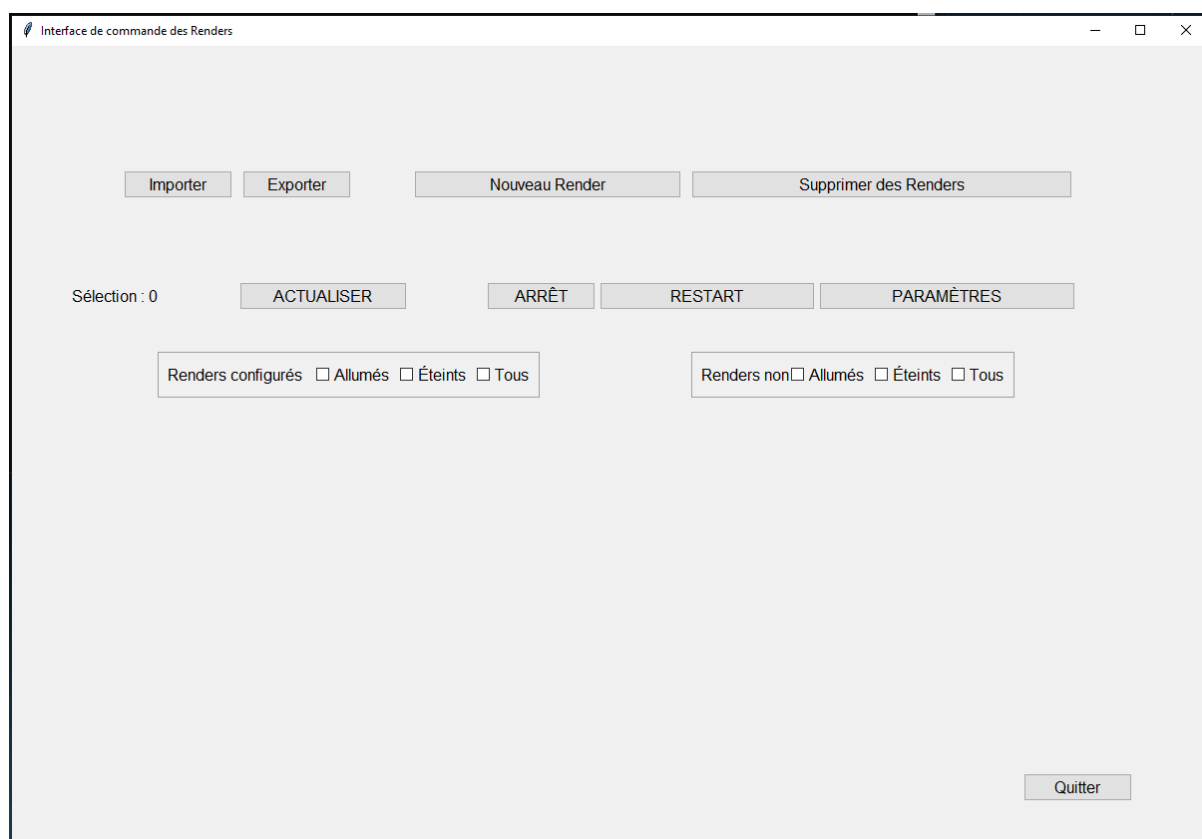 Interface de commande des Renders
Importer Exporter Nouveau Render Supprimer des Renders
Sélection : 0 ACTUALISER ARRÊT RESTART PARAMÈTRES
Renders configurés Allumés Éteints Tous Renders non Allumés Éteints Tous
Quitter